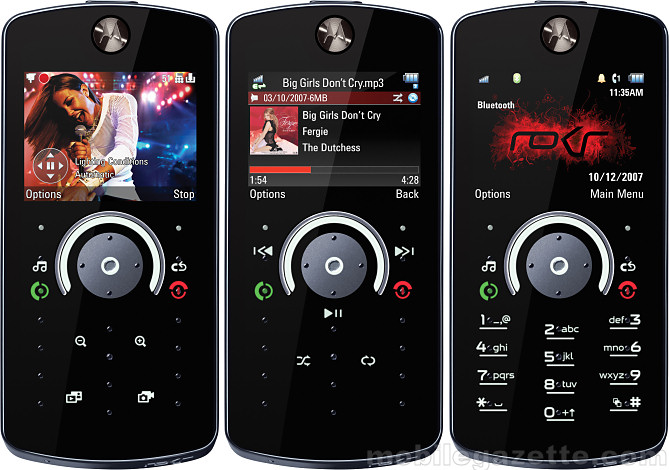 Lighting Conditions
Automatic
Options Stop
Big Girls Don't Cry.mp3
03/10/2007-6MB
Big Girls Don't Cry
Fergie
The Dutchess
1:54 4:28
Options Back
11:35AM
Bluetooth
ROKR
10/12/2007
Options Main Menu
1 ._,@
2 abc
def 3
4 ghi
5 jkl
mno 6
7 pqrs
8 tuv
wxyz 9
*
0 +↑
#
mobilegazette.com